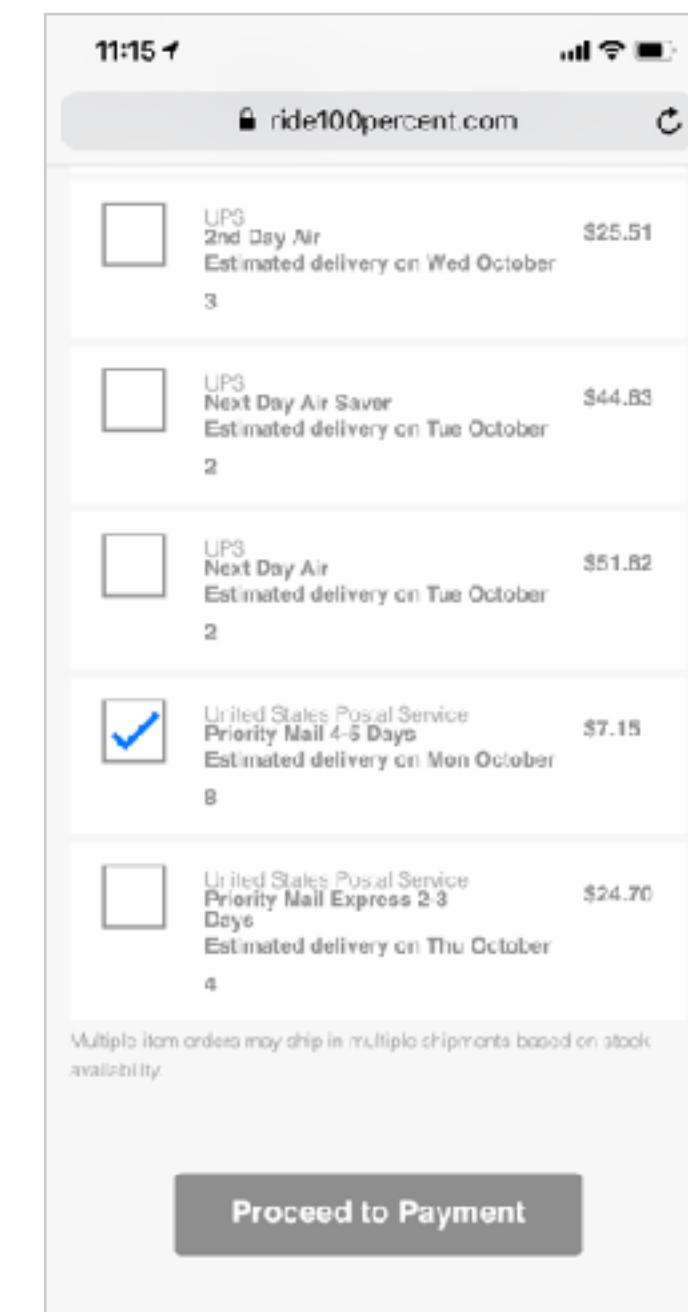 11:15
ride100percent.com
UPS
2nd Day Air
$25.51
Estimated delivery on Wed October
3
UPS
Next Day Air Saver
$44.83
Estimated delivery on Tue October
2
UPS
Next Day Air
$51.82
Estimated delivery on Tue October
2
United States Postal Service
Priority Mail 4-5 Days
$7.15
Estimated delivery on Mon October
8
United States Postal Service
Priority Mail Express 2-3
$24.70
Days
Estimated delivery on Thu October
4
Multiple item orders may ship in multiple shipments based on stock
availability.
Proceed to Payment